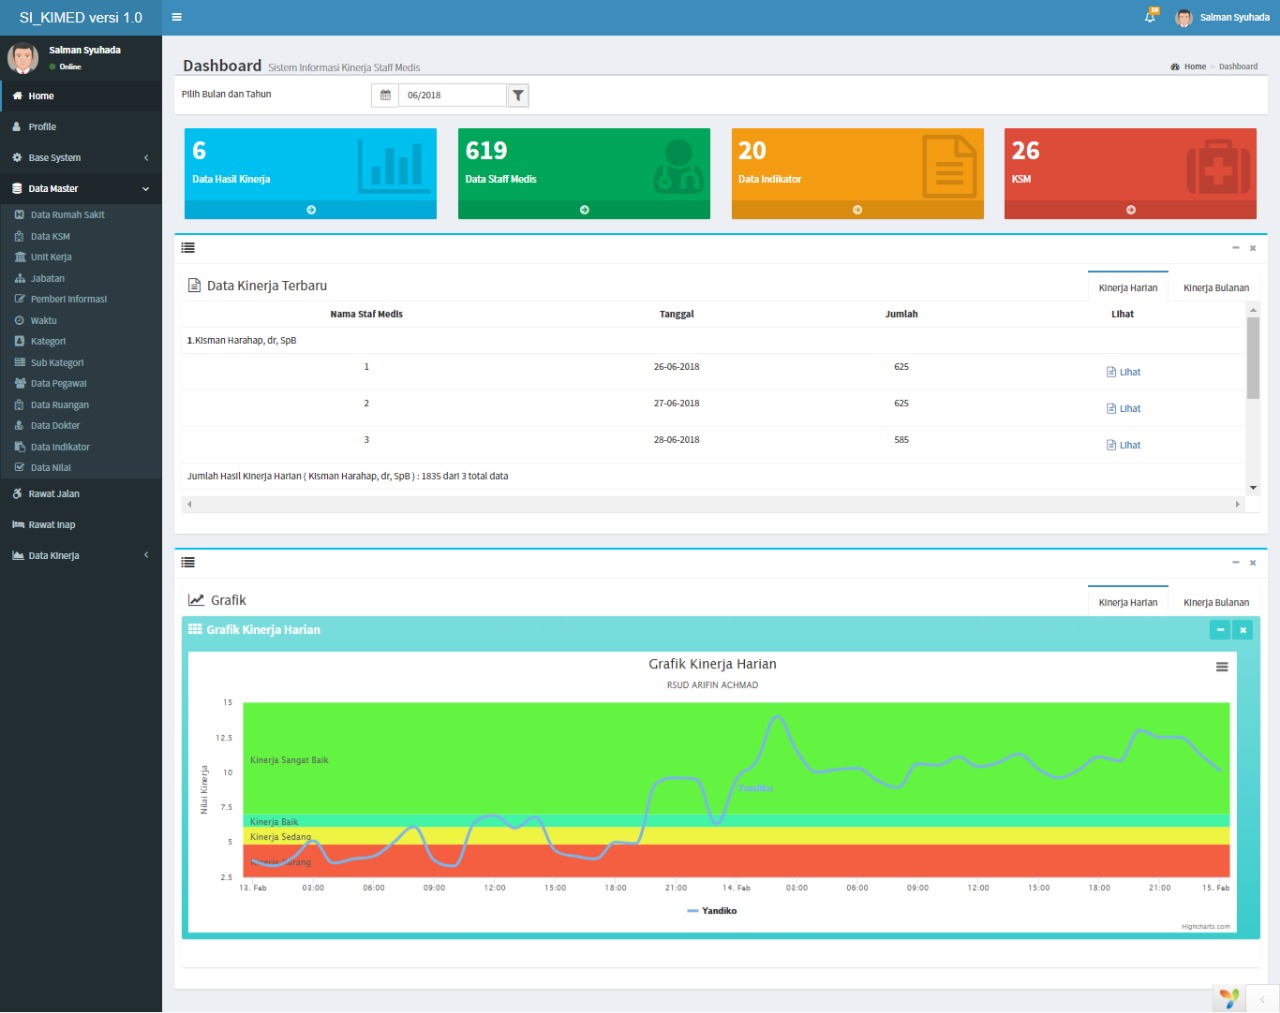 SI_KIMED versi 1.0
Salman Syuhada
Salman Syuhada
Online
Home
Profile
Base System
Data Master
Data Rumah Sakit
Data KSM
Unit Kerja
Jabatan
Pemberi Informasi
Waktu
Kategori
Sub Kategori
Data Pegawai
Data Ruangan
Data Dokter
Data Indikator
Data Nilai
Rawat Jalan
Rawat Inap
Data Kinerja
Dashboard Sistem Informasi Kinerja Staff Medis
Home > Dashboard
Pilih Bulan dan Tahun
06/2018
6
Data Hasil Kinerja
619
Data Staff Medis
20
Data Indikator
26
KSM
Data Kinerja Terbaru
Kinerja Harian Kinerja Bulanan
Nama Staf Medis Tanggal Jumlah Lihat
1.Kisman Harahap, dr, SpB
1 26-06-2018 625 Lihat
2 27-06-2018 625 Lihat
3 28-06-2018 585 Lihat
Jumlah Hasil Kinerja Harian ( Kisman Harahap, dr, SpB ) : 1835 dari 3 total data
Grafik
Kinerja Harian Kinerja Bulanan
Grafik Kinerja Harian
Grafik Kinerja Harian
RSUD ARIFIN ACHMAD
Nilai Kinerja
15
12.5
10
7.5
5
2.5
Kinerja Sangat Baik
Kinerja Baik
Kinerja Sedang
Kinerja Kurang
Yandiko
13. Feb 03:00 06:00 09:00 12:00 15:00 18:00 21:00 14. Feb 03:00 06:00 09:00 12:00 15:00 18:00 21:00 15. Feb
Yandiko
Highcharts.com